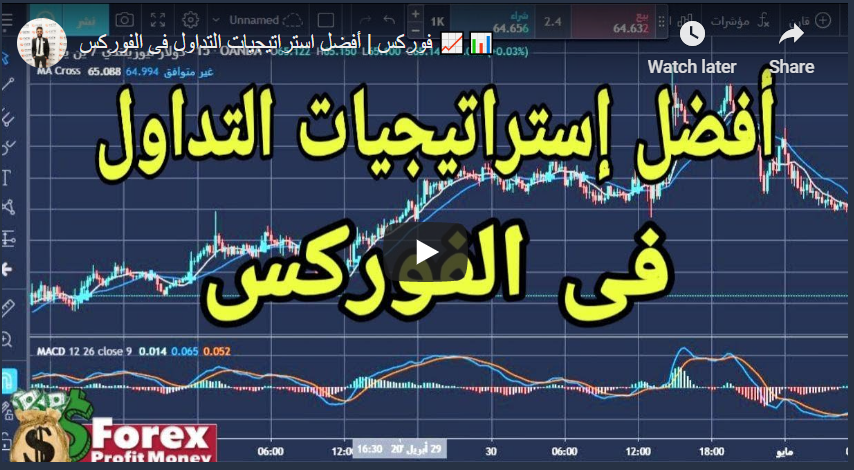 نشر
Unnamed
1K
شراء
64.656
2.4
بيع
64.632
مؤشرات
قارن
فوركس | أفضل استراتيجيات التداول فى الفوركس 📈 📊
Watch later
Share
MA Cross 65.088 64.994 غير متوافق
أفضل إستراتيجيات التداول
فى الفوركس
MACD 12 26 close 9 0.014 0.065 0.052
Forex
Profit Money
06:00
12:0
16:30
29 أبريل '20
30
06:00
12:00
18:00
مايو